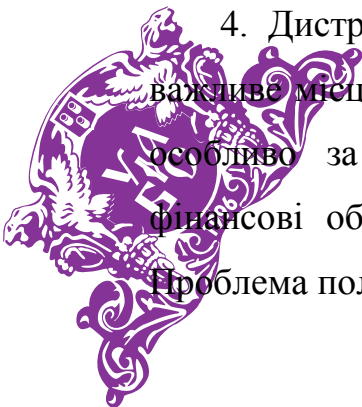 4. Дистр
важливе місц
особливо за
фінансові об
Проблема пол